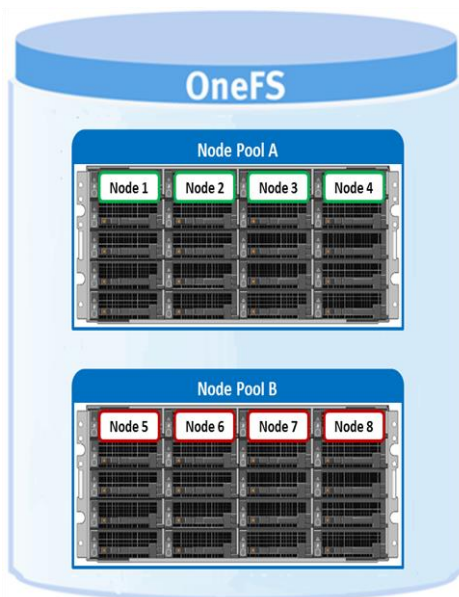 OneFS
Node Pool A
Node 1 Node 2 Node 3 Node 4
Node Pool B
Node 5 Node 6 Node 7 Node 8